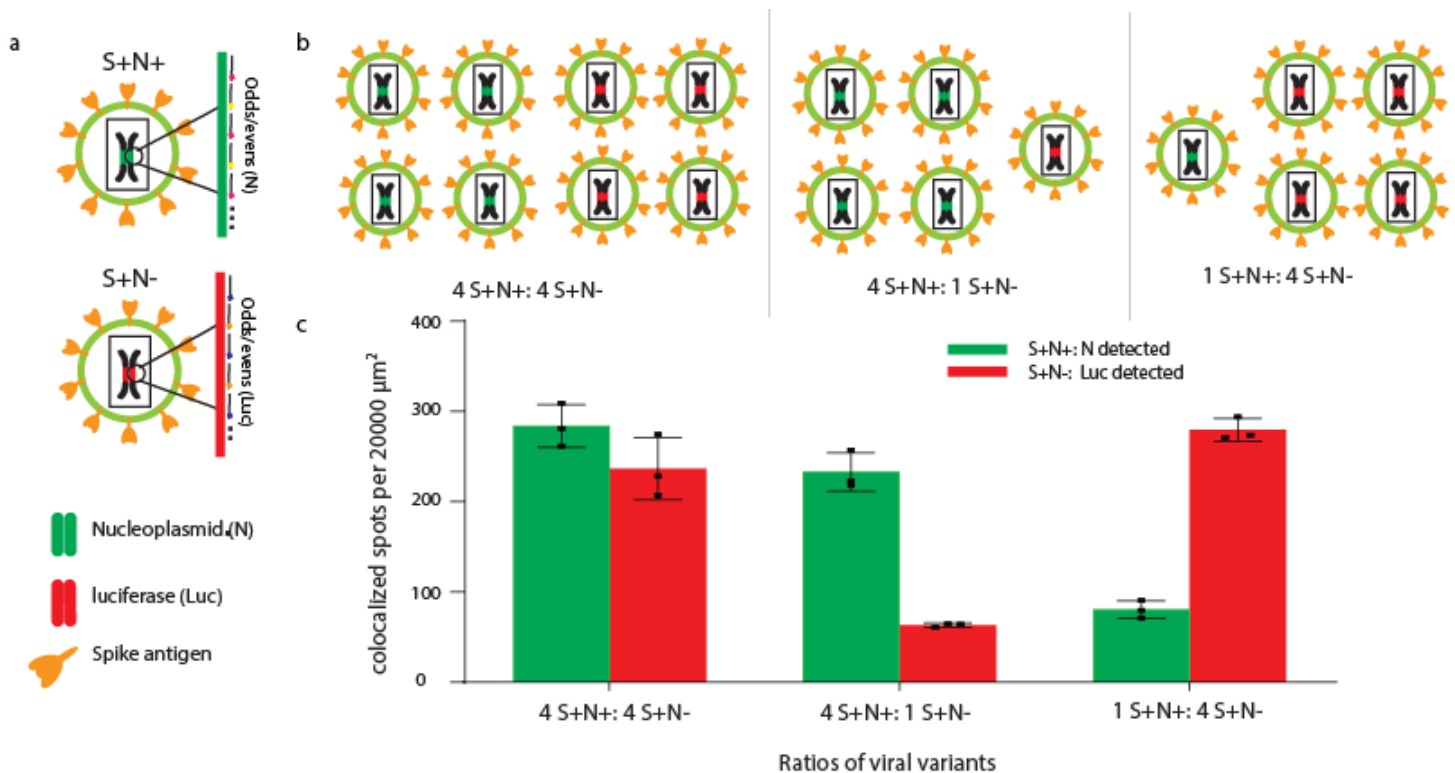 a
S+N+
Odds/evens (N)
S+N-
Odds/evens (Luc)
Nucleoplasmid.(N)
luciferase (Luc)
Spike antigen
b
4 S+N+: 4 S+N-
4 S+N+: 1 S+N-
1 S+N+: 4 S+N-
c
colocalized spots per 20000 µm²
400
300
200
100
0
S+N+: N detected
S+N-: Luc detected
4 S+N+: 4 S+N-
4 S+N+: 1 S+N-
1 S+N+: 4 S+N-
Ratios of viral variants